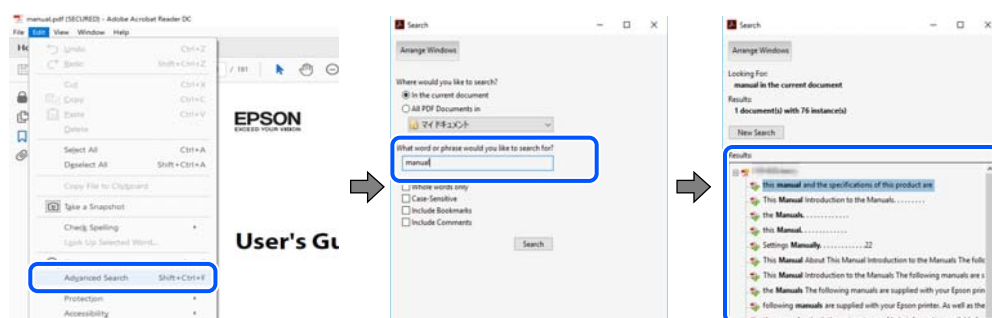 manual.pdf (SECURED) - Adobe Acrobat Reader DC
File Edit View Window Help
Undo Ctrl+Z
Shift+Ctrl+Z
Cut Ctrl+X
Copy Ctrl+C
Paste Ctrl+V
Delete
Select All Ctrl+A
Deselect All Shift+Ctrl+A
Copy File to Clipboard
Take a Snapshot
Check Spelling
Look Up Selected Word...
Advanced Search Shift+Ctrl+F
Protection
Accessibility
/ 181
EPSON
EXCEED YOUR VISION
User's Gu
Search
Arrange Windows
Where would you like to search?
In the current document
All PDF Documents in
マイ ドキュメント
What word or phrase would you like to search for?
manual
Whole words only
Case-Sensitive
Include Bookmarks
Include Comments
Search
Search
Arrange Windows
Looking For:
manual in the current document
Results:
1 document(s) with 76 instance(s)
New Search
Results:
this manual and the specifications of this product are
This Manual Introduction to the Manuals. . . . . . . .
the Manuals. . . . . . . . . . . . .
this Manual. . . . . . . . . . . . .
Settings Manually. . . . . . . . . . . . .22
This Manual About This Manual Introduction to the Manuals The follo
This Manual Introduction to the Manuals The following manuals are s
the Manuals The following manuals are supplied with your Epson prin
following manuals are supplied with your Epson printer. As well as the